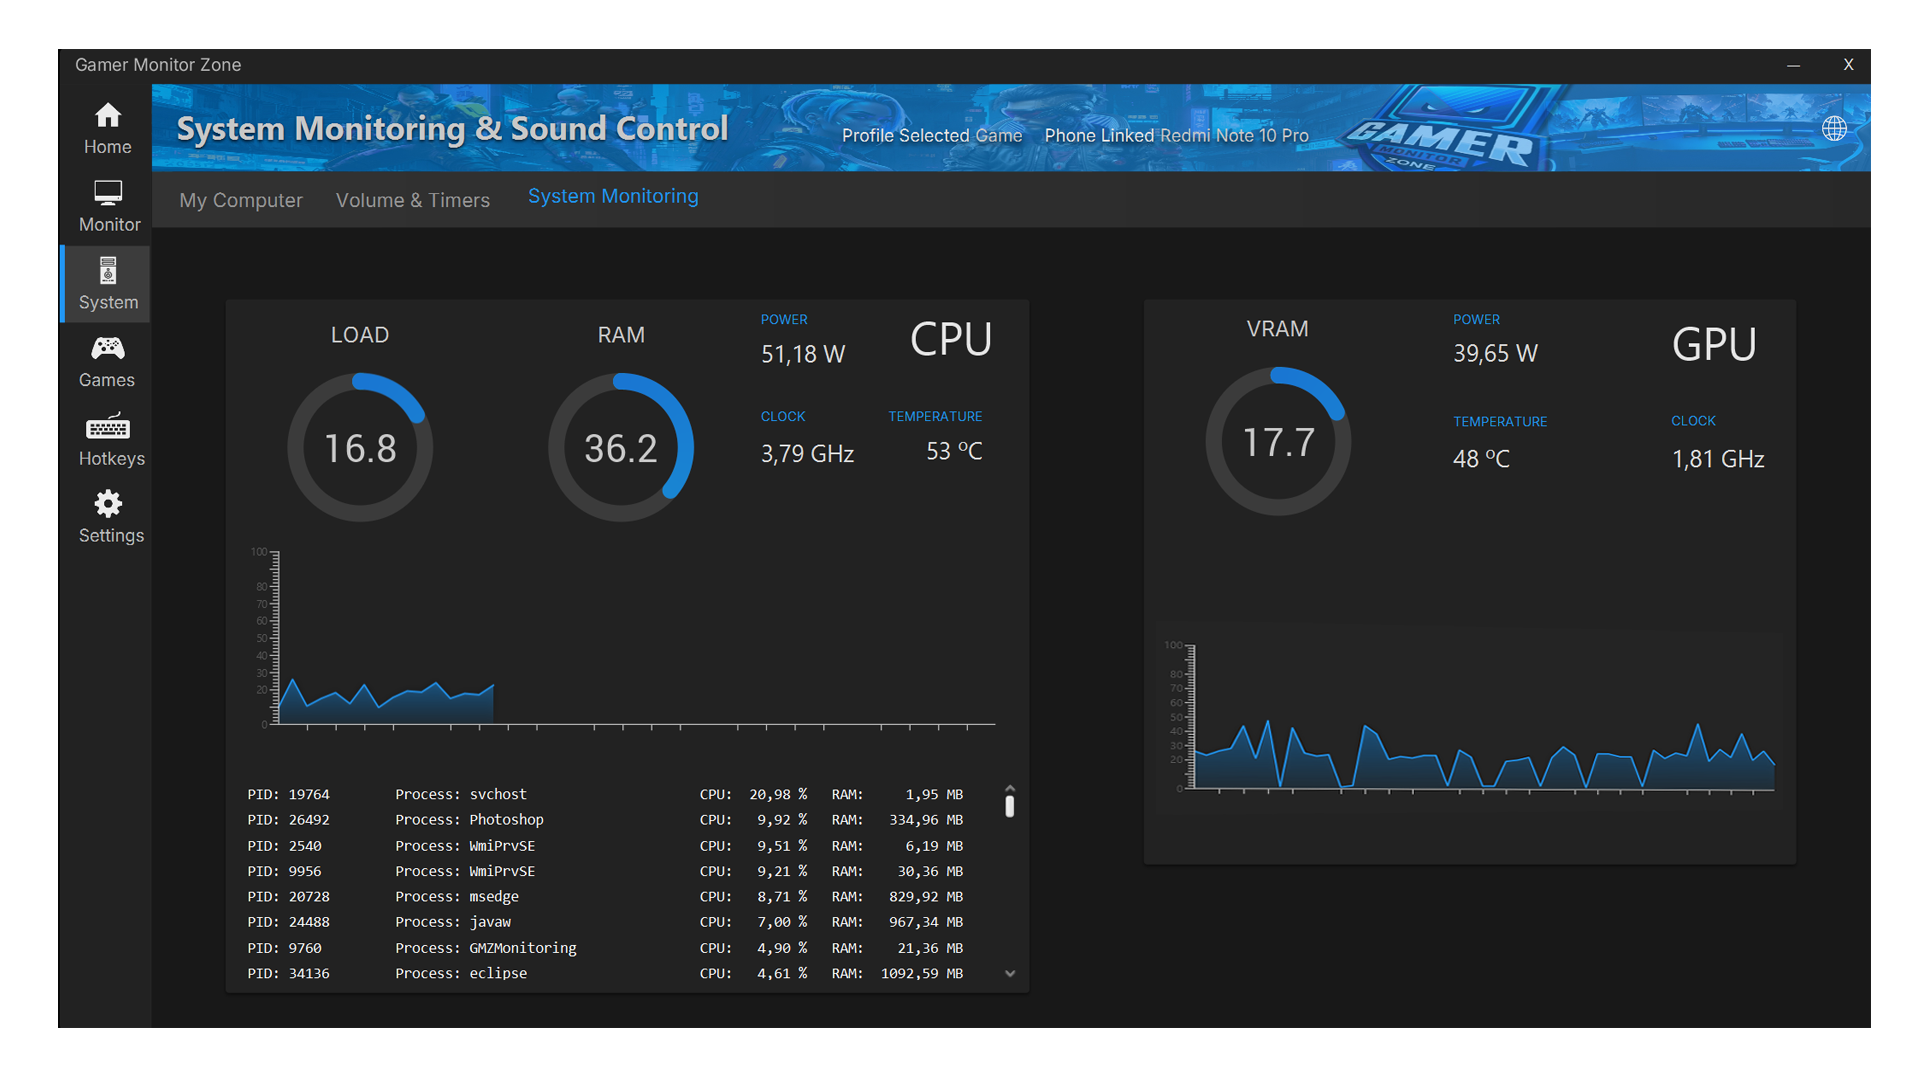 Gamer Monitor Zone
— X
Home
Monitor
System
Games
Hotkeys
Settings
System Monitoring & Sound Control
Profile Selected Game Phone Linked Redmi Note 10 Pro
GAMER
MONITOR
ZONE
My Computer Volume & Timers System Monitoring
LOAD
16.8
RAM
36.2
POWER
51,18 W
CPU
CLOCK
3,79 GHz
TEMPERATURE
53 ºC
100
80
70
60
50
40
30
20
0
PID: 19764 Process: svchost CPU: 20,98 % RAM: 1,95 MB
PID: 26492 Process: Photoshop CPU: 9,92 % RAM: 334,96 MB
PID: 2540 Process: WmiPrvSE CPU: 9,51 % RAM: 6,19 MB
PID: 9956 Process: WmiPrvSE CPU: 9,21 % RAM: 30,36 MB
PID: 20728 Process: msedge CPU: 8,71 % RAM: 829,92 MB
PID: 24488 Process: javaw CPU: 7,00 % RAM: 967,34 MB
PID: 9760 Process: GMZMonitoring CPU: 4,90 % RAM: 21,36 MB
PID: 34136 Process: eclipse CPU: 4,61 % RAM: 1092,59 MB
VRAM
17.7
POWER
39,65 W
GPU
TEMPERATURE
48 ºC
CLOCK
1,81 GHz
100
80
70
60
50
40
30
20
0